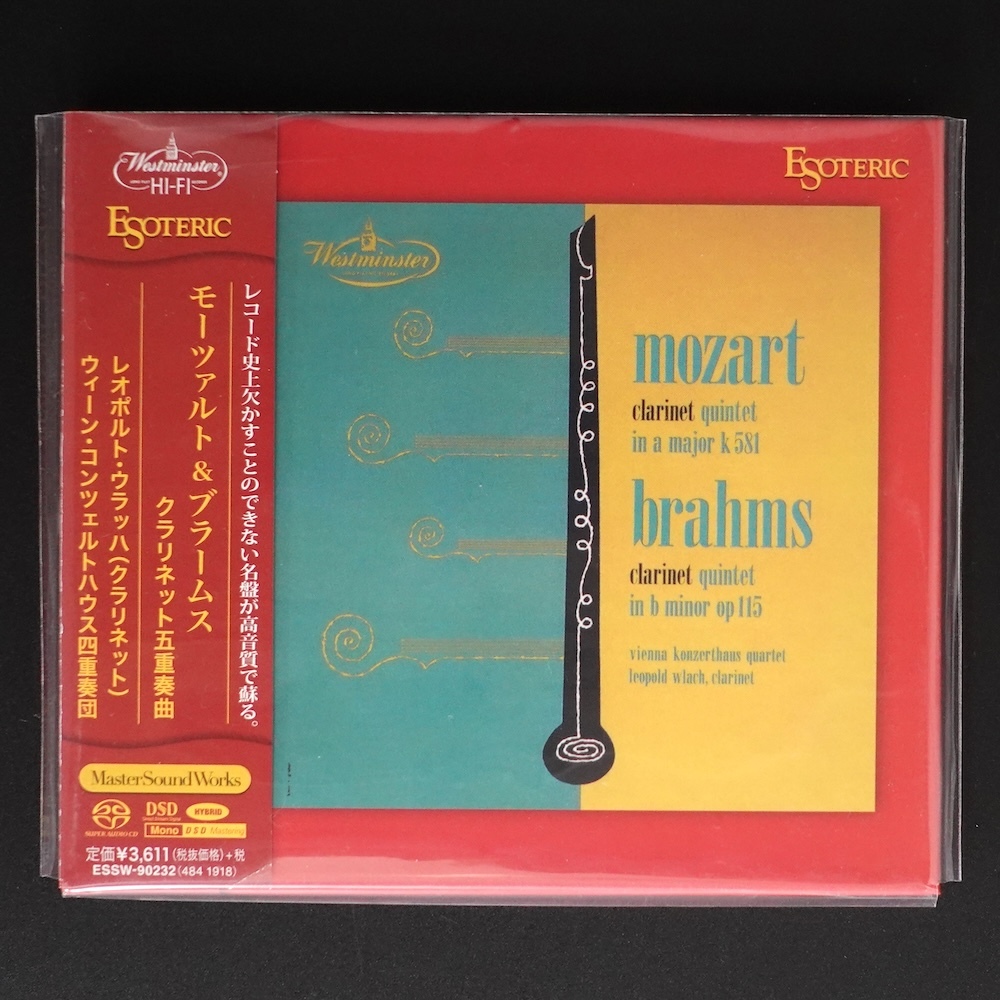 Westminster
HI-FI
ESOTERIC
レコード史上欠かすことのできない名盤が高音質で蘇る。
モーツァルト&ブラームス
クラリネット五重奏曲
レオポルト・ウラッハ(クラリネット)
ウィーン・コンツェルトハウス四重奏団
MasterSoundWorks
SUPER AUDIO CD
DSD
Direct Stream Digital
HYBRID
Mono DSD Mastering
定価¥3,611(税抜価格)+税
ESSW-90232(484 1918)
ESOTERIC
Westminster
mozart
clarinet quintet
in a major k 581
brahms
clarinet quintet
in b minor op 115
vienna konzerthaus quartet
leopold wlach, clarinet